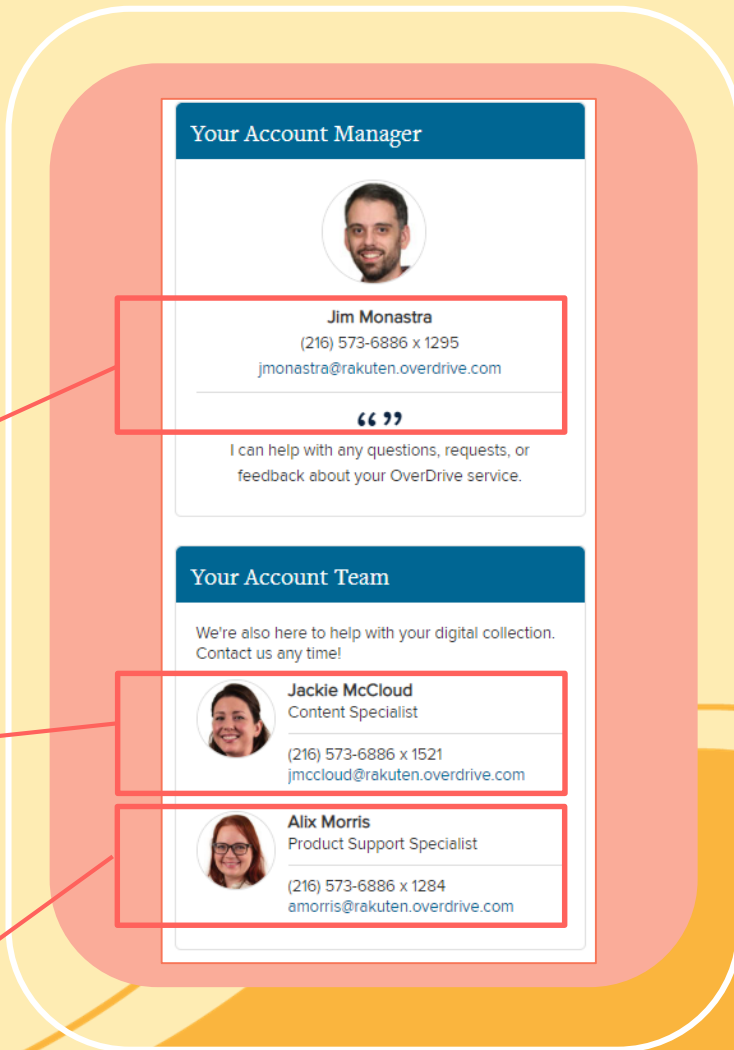 Your Account Manager
Jim Monastra
(216) 573-6886 x 1295
jmonastra@rakuten.overdrive.com
“ ”
I can help with any questions, requests, or
feedback about your OverDrive service.
Your Account Team
We're also here to help with your digital collection.
Contact us any time!
Jackie McCloud
Content Specialist
(216) 573-6886 x 1521
jmccloud@rakuten.overdrive.com
Alix Morris
Product Support Specialist
(216) 573-6886 x 1284
amorris@rakuten.overdrive.com